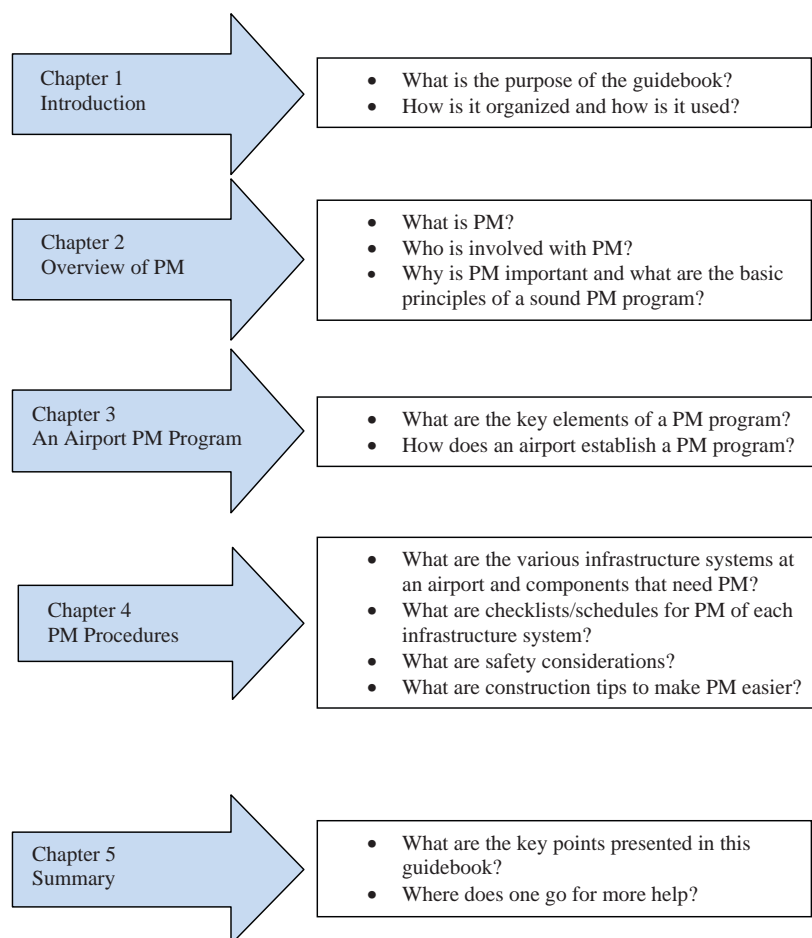 Chapter 1
Introduction
• What is the purpose of the guidebook?
• How is it organized and how is it used?
Chapter 2
Overview of PM
• What is PM?
• Who is involved with PM?
• Why is PM important and what are the basic
principles of a sound PM program?
Chapter 3
An Airport PM Program
• What are the key elements of a PM program?
• How does an airport establish a PM program?
Chapter 4
PM Procedures
• What are the various infrastructure systems at
an airport and components that need PM?
• What are checklists/schedules for PM of each
infrastructure system?
• What are safety considerations?
• What are construction tips to make PM easier?
Chapter 5
Summary
• What are the key points presented in this
guidebook?
• Where does one go for more help?